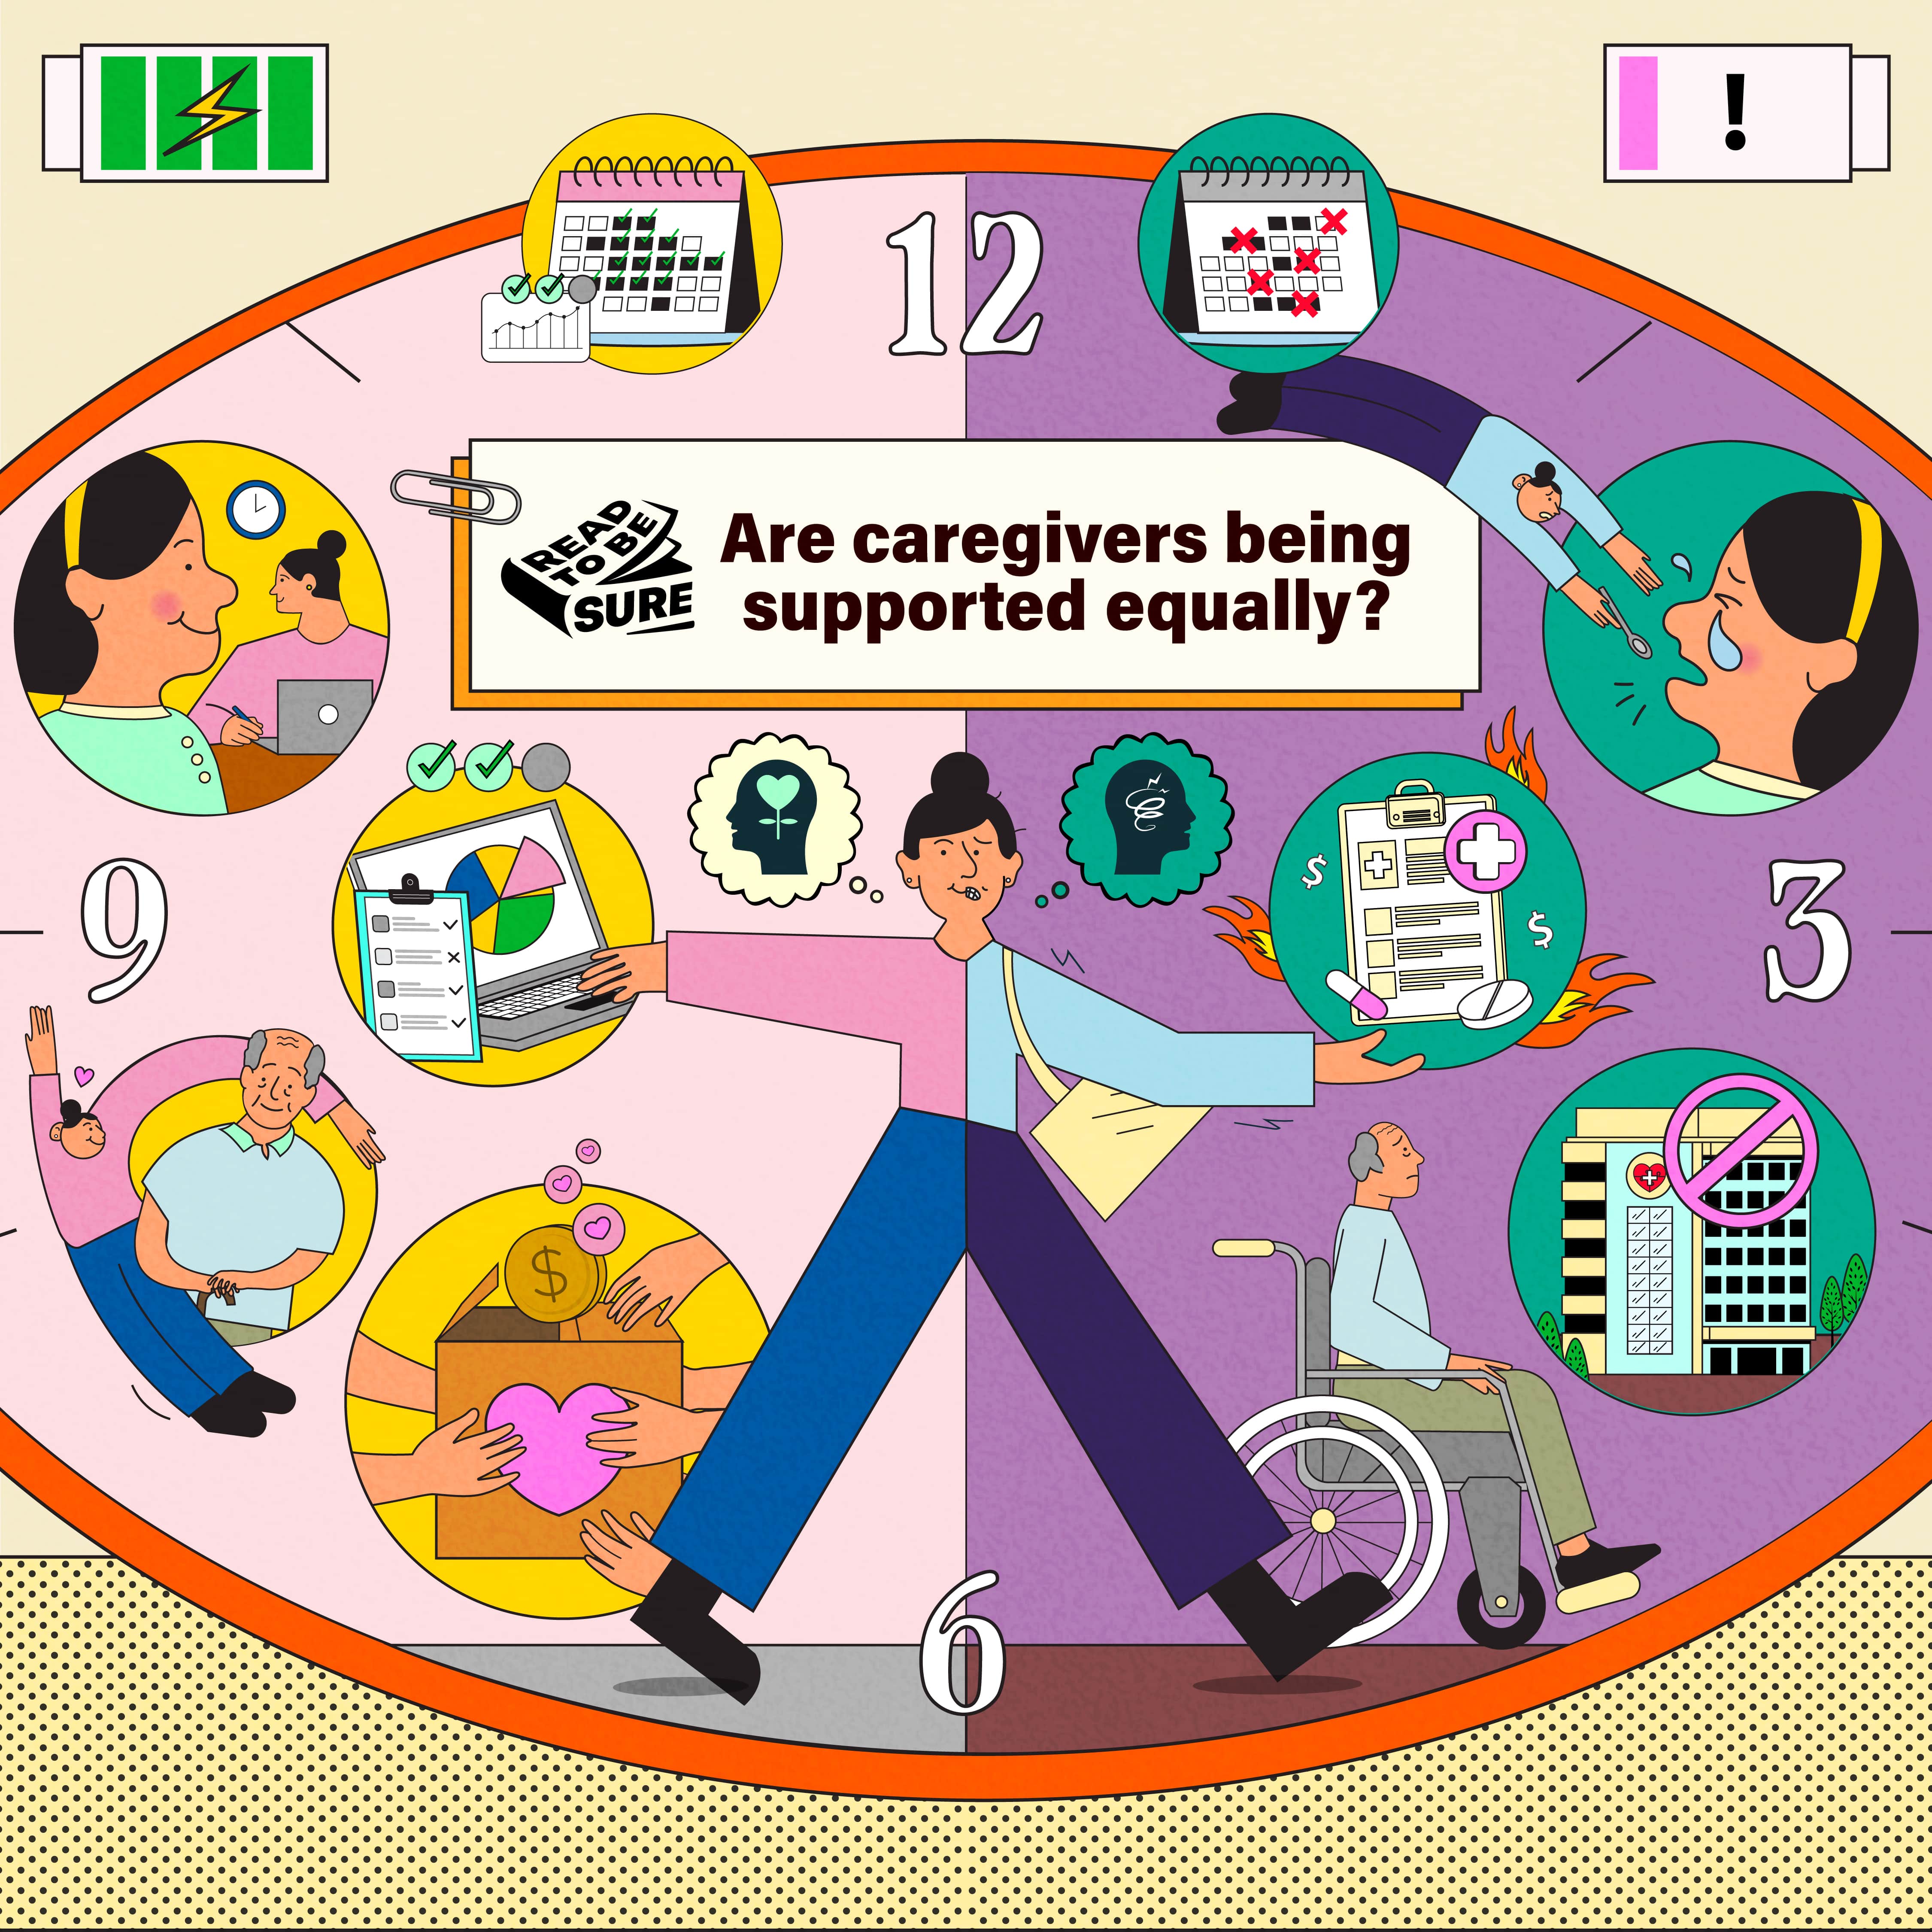 12
READ
TO BE
SURE
Are caregivers being
supported equally?
!
9
3
$
$
$
6